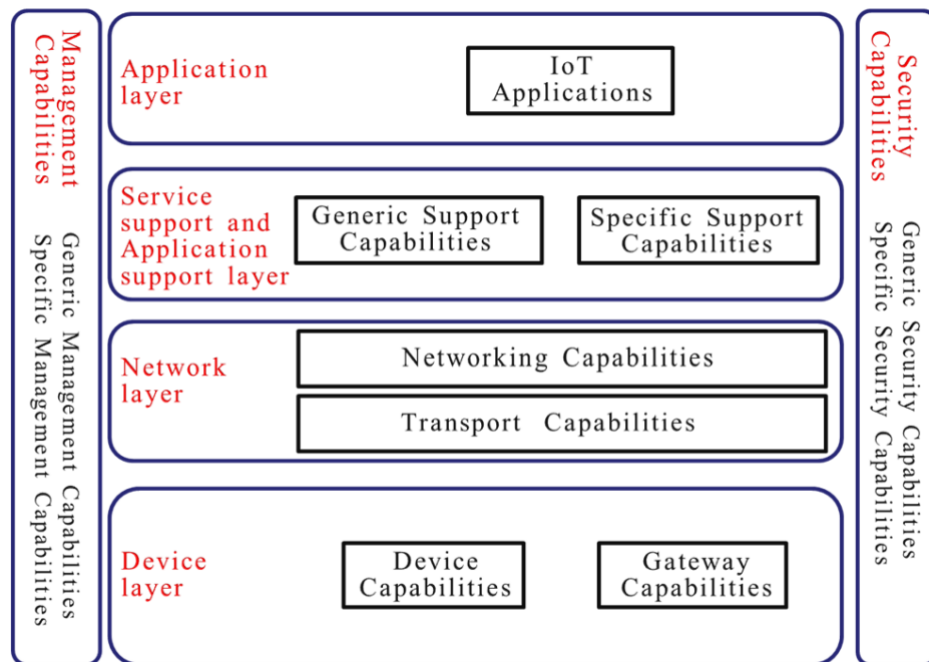 Management
Capabilities
Generic Management Capabilities
Specific Management Capabilities
Application
layer
IoT
Applications
Service
support and
Application
support layer
Generic Support
Capabilities
Specific Support
Capabilities
Network
layer
Networking Capabilities
Transport Capabilities
Device
layer
Device
Capabilities
Gateway
Capabilities
Security
Capabilities
Generic Security Capabilities
Specific Security Capabilities